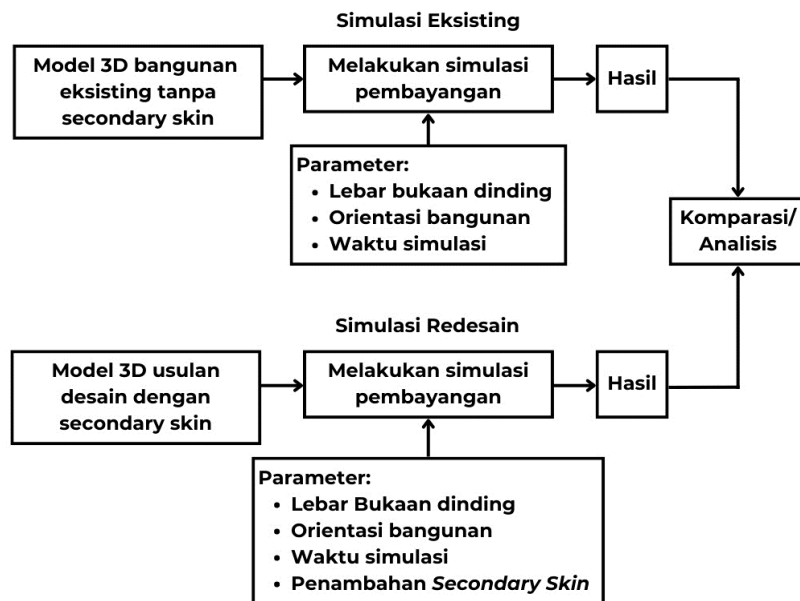 Simulasi Eksisting
Model 3D bangunan
eksisting tanpa
secondary skin
Melakukan simulasi
pembayangan
Hasil
Parameter:
• Lebar bukaan dinding
• Orientasi bangunan
• Waktu simulasi
Komparasi/
Analisis
Simulasi Redesain
Model 3D usulan
desain dengan
secondary skin
Melakukan simulasi
pembayangan
Hasil
Parameter:
• Lebar Bukaan dinding
• Orientasi bangunan
• Waktu simulasi
• Penambahan Secondary Skin